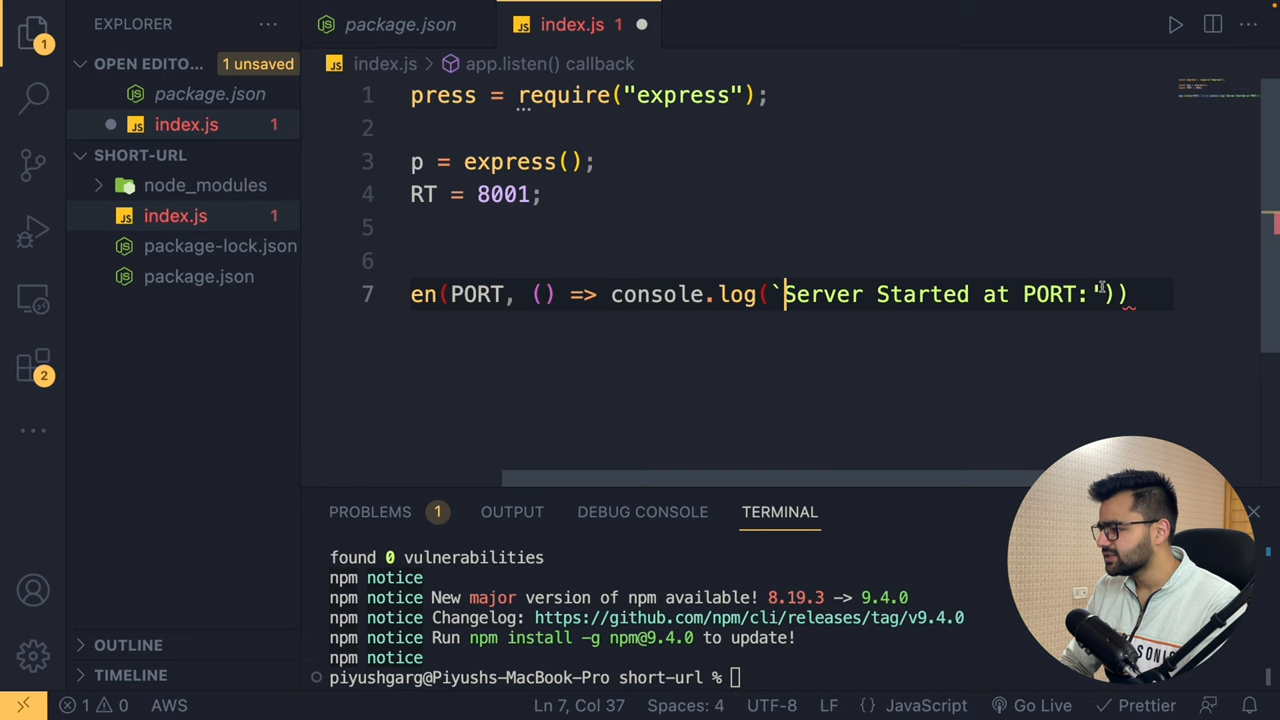 EXPLORER
OPEN EDITO... 1 unsaved
package.json
index.js 1
SHORT-URL
node_modules
index.js 1
package-lock.json
package.json
OUTLINE
TIMELINE
1
2
package.json
index.js 1
index.js > app.listen() callback
1 press = require("express");
2
3 p = express();
4 RT = 8001;
5
6
7 en(PORT, () => console.log(`Server Started at PORT:"))
PROBLEMS 1 OUTPUT DEBUG CONSOLE TERMINAL
found 0 vulnerabilities
npm notice
npm notice New major version of npm available! 8.19.3 -> 9.4.0
npm notice Changelog: https://github.com/npm/cli/releases/tag/v9.4.0
npm notice Run npm install -g npm@9.4.0 to update!
npm notice
piyushgarg@Piyushs-MacBook-Pro short-url %
1 0 AWS Ln 7, Col 37 Spaces: 4 UTF-8 LF {} JavaScript Go Live Prettier